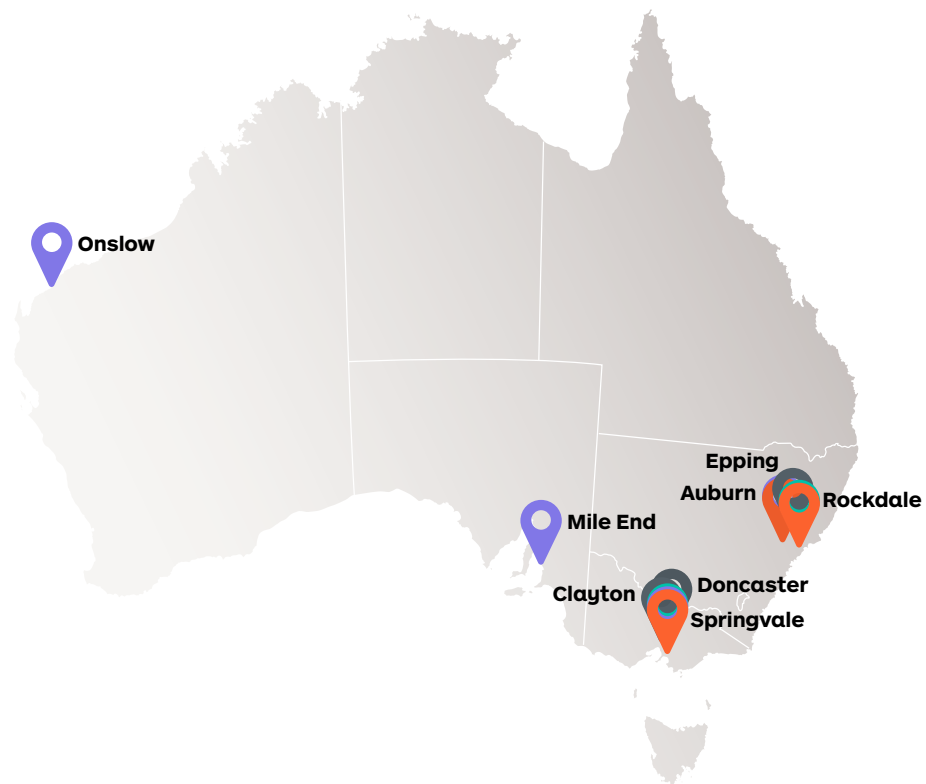 Onslow
Epping
Auburn
Rockdale
Mile End
Doncaster
Clayton
Springvale